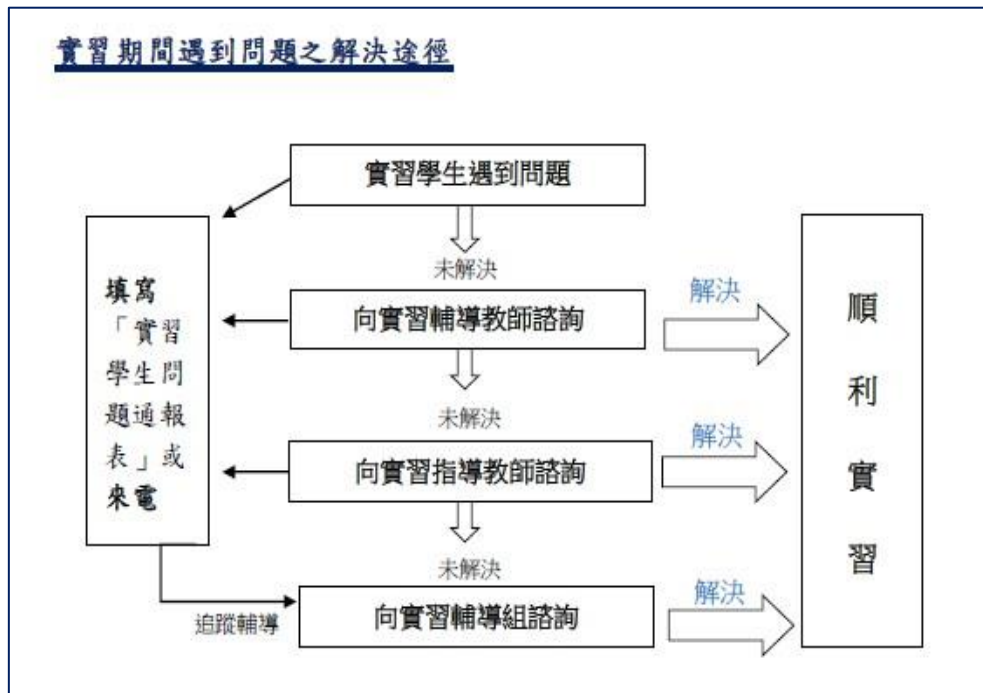 實習期間遇到問題之解決途徑
實習學生遇到問題
未解決
向實習輔導教師諮詢
解決
未解決
向實習指導教師諮詢
解決
未解決
向實習輔導組諮詢
解決
填寫
「實習
學生問
題通報
表」或
來電
追蹤輔導
順
利
實
習